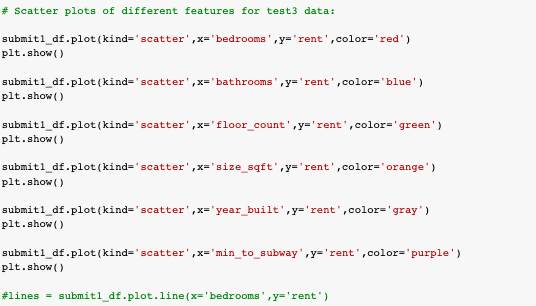 # Scatter plots of different features for test3 data:
submit1_df.plot(kind='scatter',x='bedrooms',y='rent',color='red')
plt.show()
submit1_df.plot(kind='scatter',x='bathrooms',y='rent',color='blue')
plt.show()
submit1_df.plot(kind='scatter',x='floor_count',y='rent',color='green')
plt.show()
submit1_df.plot(kind='scatter',x='size_sqft',y='rent',color='orange')
plt.show()
submit1_df.plot(kind='scatter',x='year_built',y='rent',color='gray')
plt.show()
submit1_df.plot(kind='scatter',x='min_to_subway',y='rent',color='purple')
plt.show()
#lines = submit1_df.plot.line(x='bedrooms',y='rent')